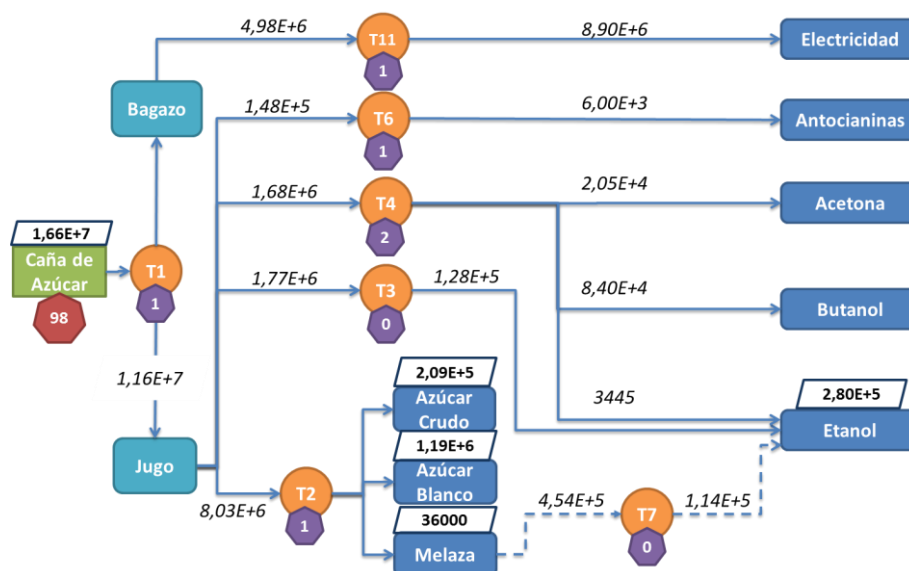 4,98E+6
T11
1
8,90E+6
Electricidad
Bagazo
1,48E+5
T6
1
6,00E+3
Antocianinas
1,68E+6
T4
2
2,05E+4
Acetona
1,66E+7
Caña de
Azúcar
98
T1
1
1,77E+6
T3
0
1,28E+5
8,40E+4
Butanol
1,16E+7
2,09E+5
Azúcar
Crudo
3445
2,80E+5
Etanol
Jugo
8,03E+6
T2
1
1,19E+6
Azúcar
Blanco
36000
Melaza
4,54E+5
T7
0
1,14E+5